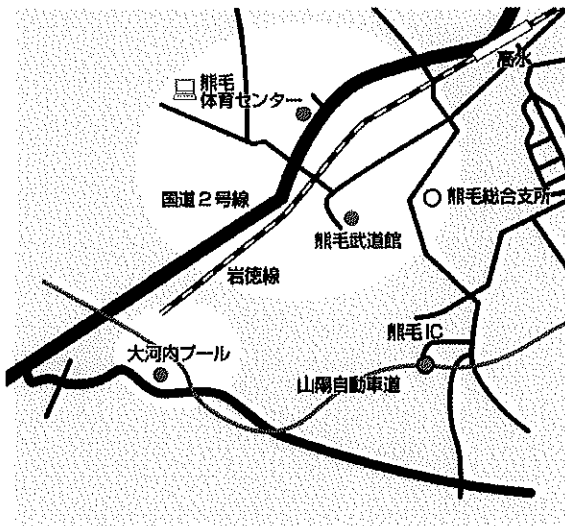 高水
熊毛
体育センター
国道2号線
熊毛総合支所
熊毛武道館
岩徳線
熊毛IC
大河内プール
山陽自動車道